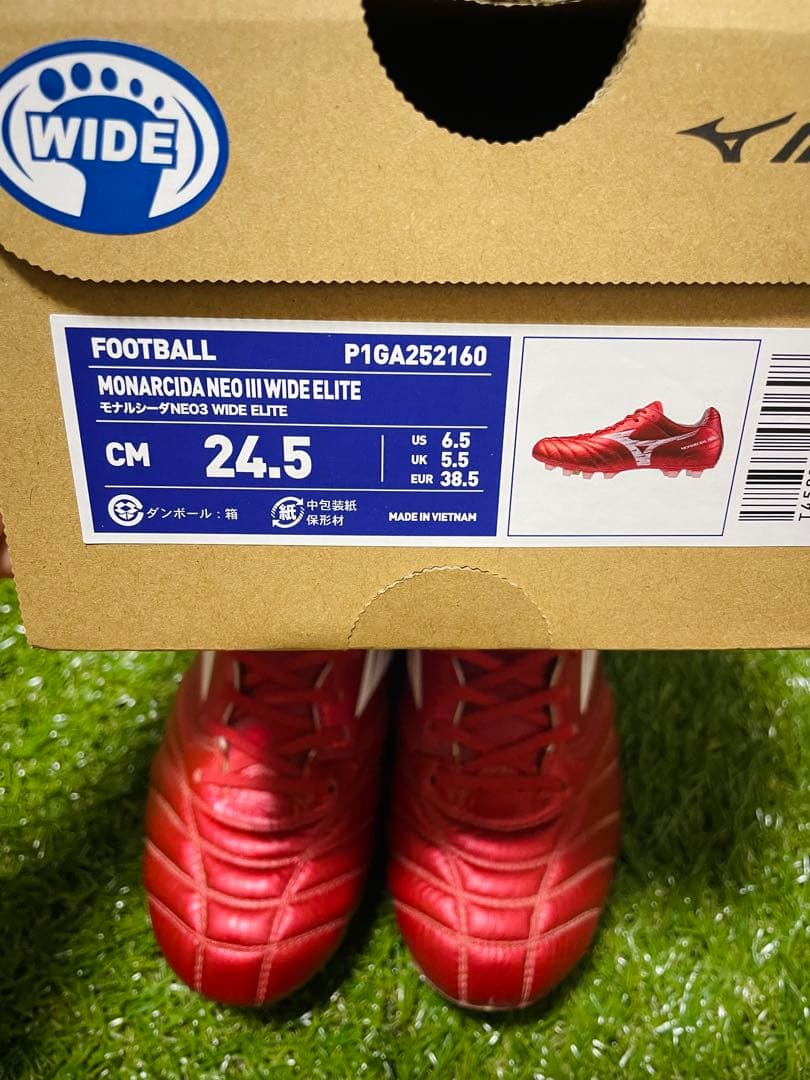 WIDE
FOOTBALL P1GA252160
MONARCIDA NEO III WIDE ELITE
モナルシーダNEO3 WIDE ELITE
CM 24.5
US 6.5
UK 5.5
EUR 38.5
ダンボール：箱
紙 中包装紙
保形材
MADE IN VIETNAM